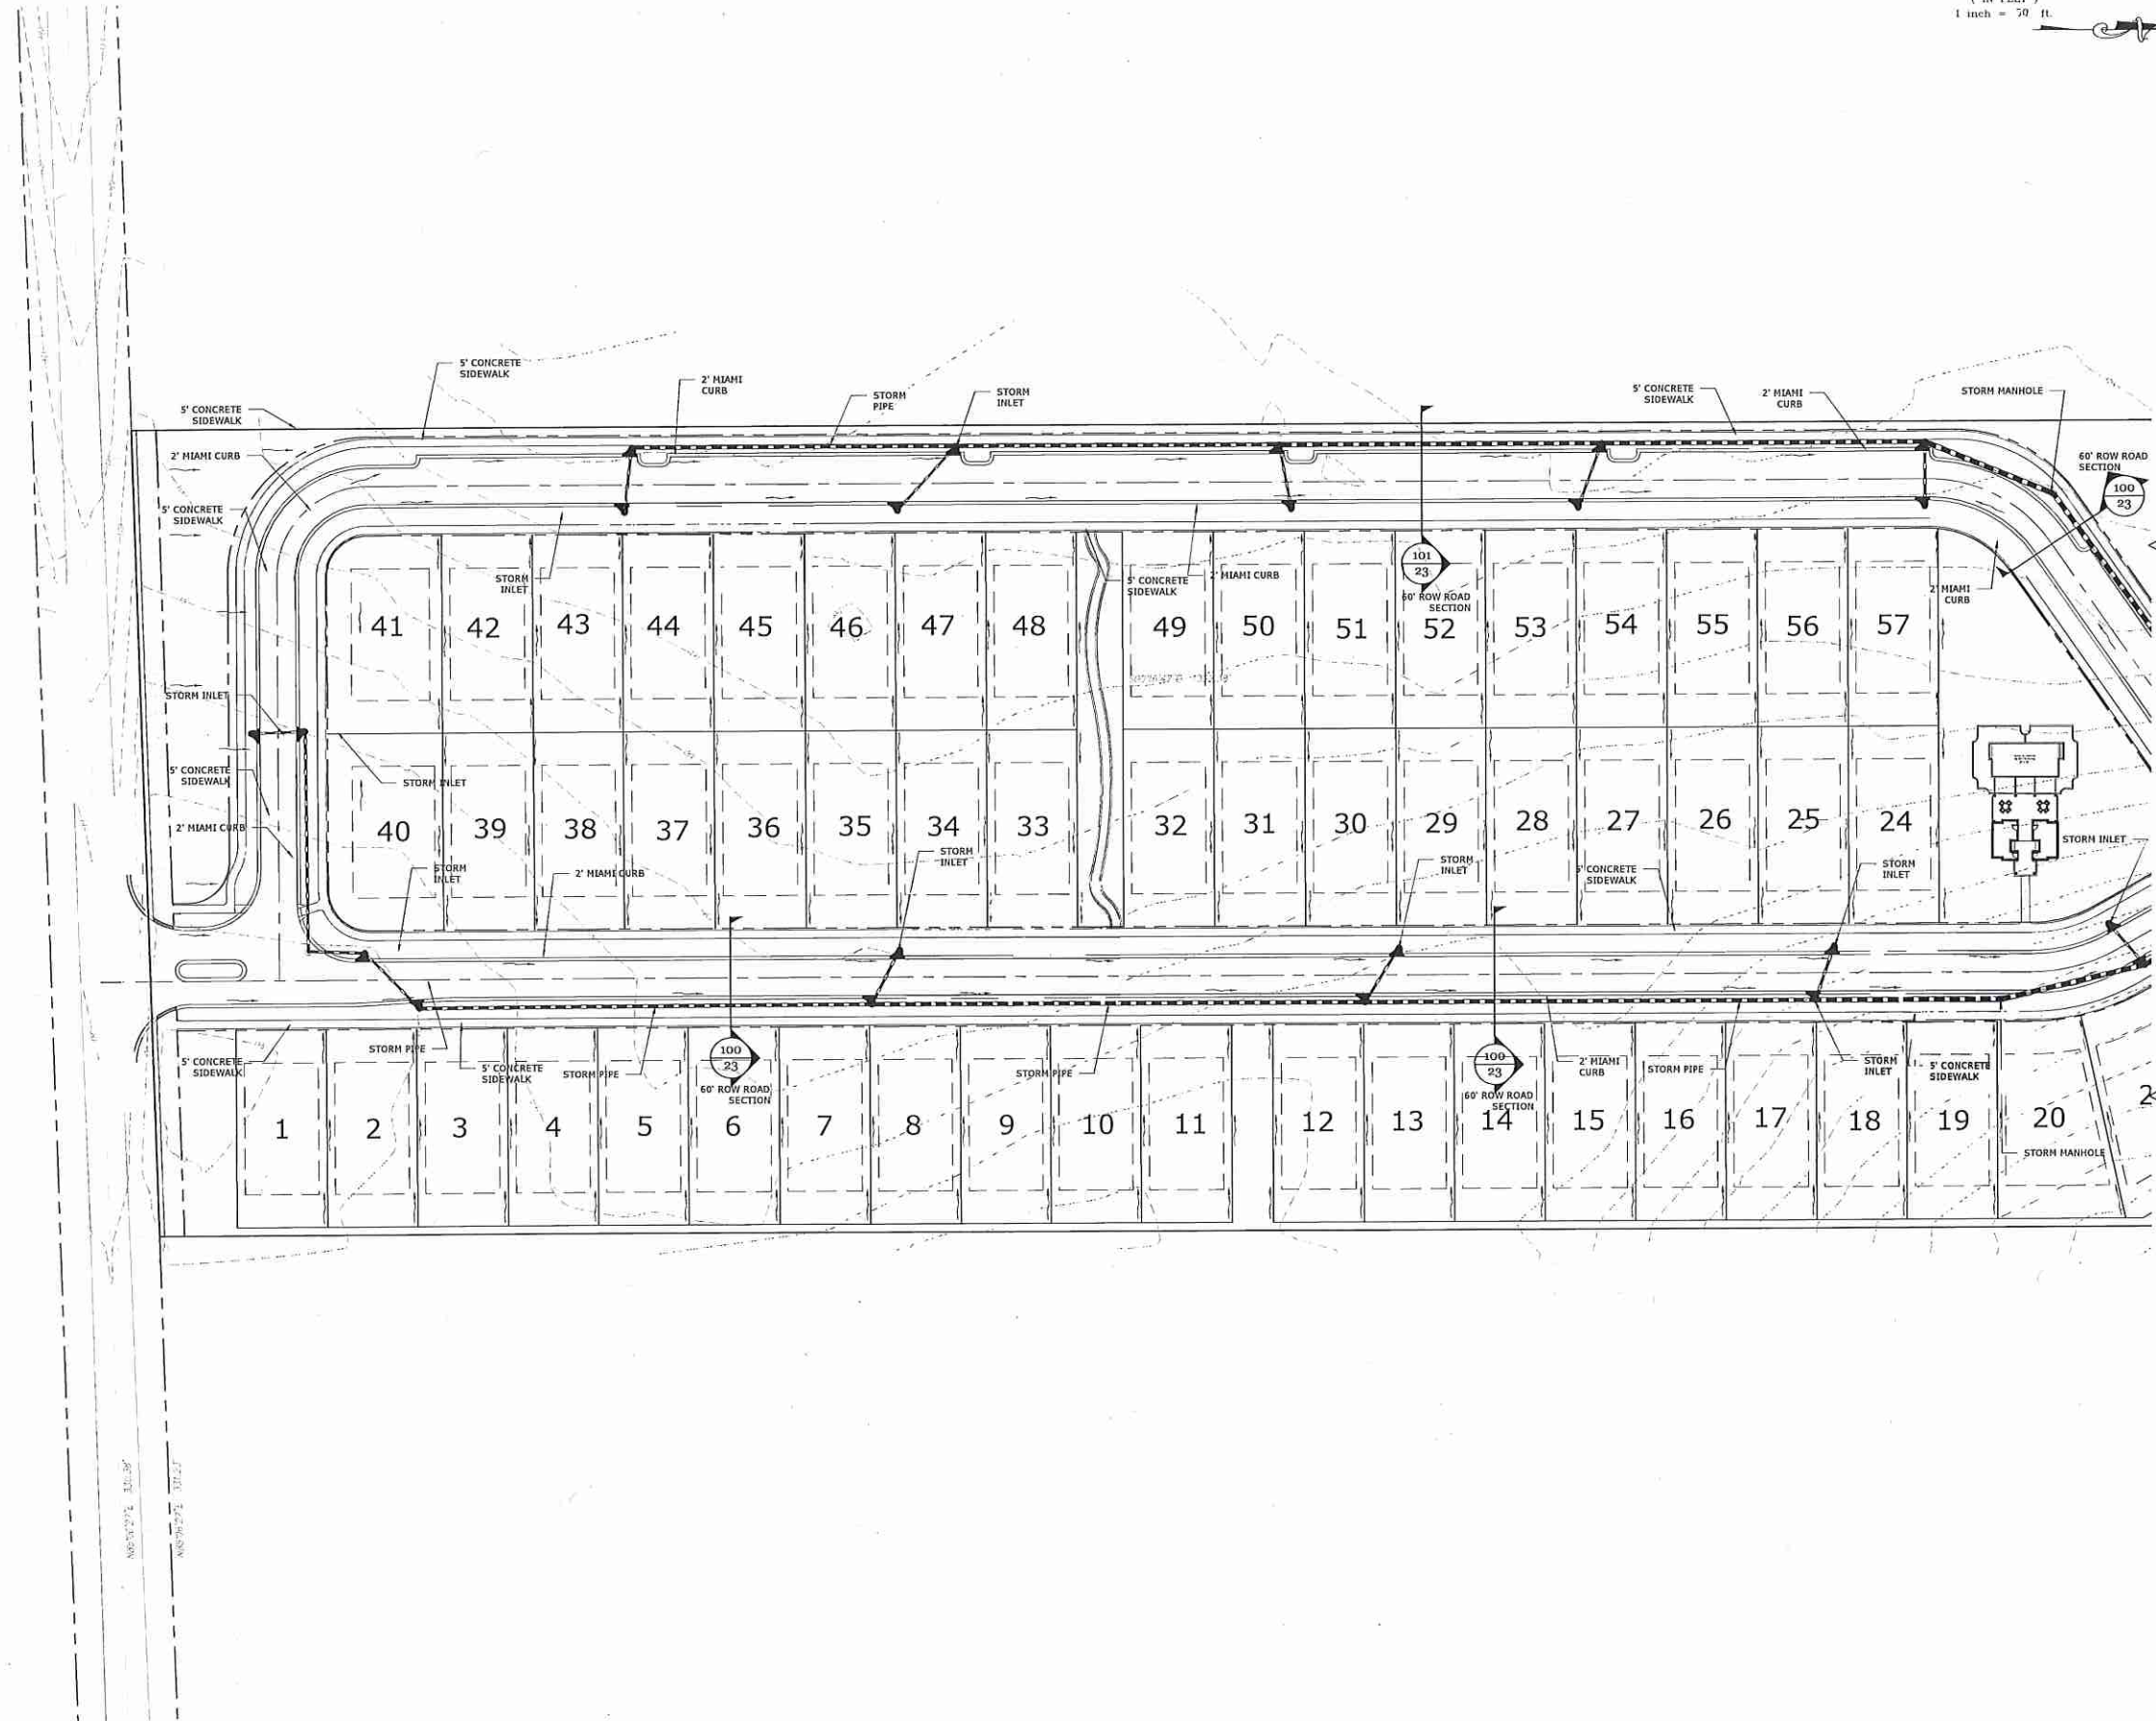 1 inch = 50 ft.
5' CONCRETE
SIDEWALK
5' CONCRETE
SIDEWALK
2' MIAMI
CURB
STORM
PIPE
STORM
INLET
5' CONCRETE
SIDEWALK
2' MIAMI
CURB
STORM MANHOLE
2' MIAMI CURB
60' ROW ROAD
SECTION
100
23
5' CONCRETE
SIDEWALK
STORM
INLET
5' CONCRETE
SIDEWALK
2' MIAMI CURB
101
23
60' ROW ROAD
SECTION
2' MIAMI
CURB
41 42 43 44 45 46 47 48 49 50 51 52 53 54 55 56 57
STORM INLET
5' CONCRETE
SIDEWALK
STORM INLET
2' MIAMI CURB
40 39 38 37 36 35 34 33 32 31 30 29 28 27 26 25 24
STORM INLET
STORM
INLET
2' MIAMI CURB
STORM
INLET
STORM
INLET
5' CONCRETE
SIDEWALK
STORM
INLET
5' CONCRETE
SIDEWALK
STORM PIPE
5' CONCRETE
SIDEWALK
STORM PIPE
100
23
60' ROW ROAD
SECTION
STORM PIPE
100
23
60' ROW ROAD
SECTION
2' MIAMI
CURB
STORM PIPE
STORM
INLET
5' CONCRETE
SIDEWALK
1 2 3 4 5 6 7 8 9 10 11 12 13 14 15 16 17 18 19 20
STORM MANHOLE